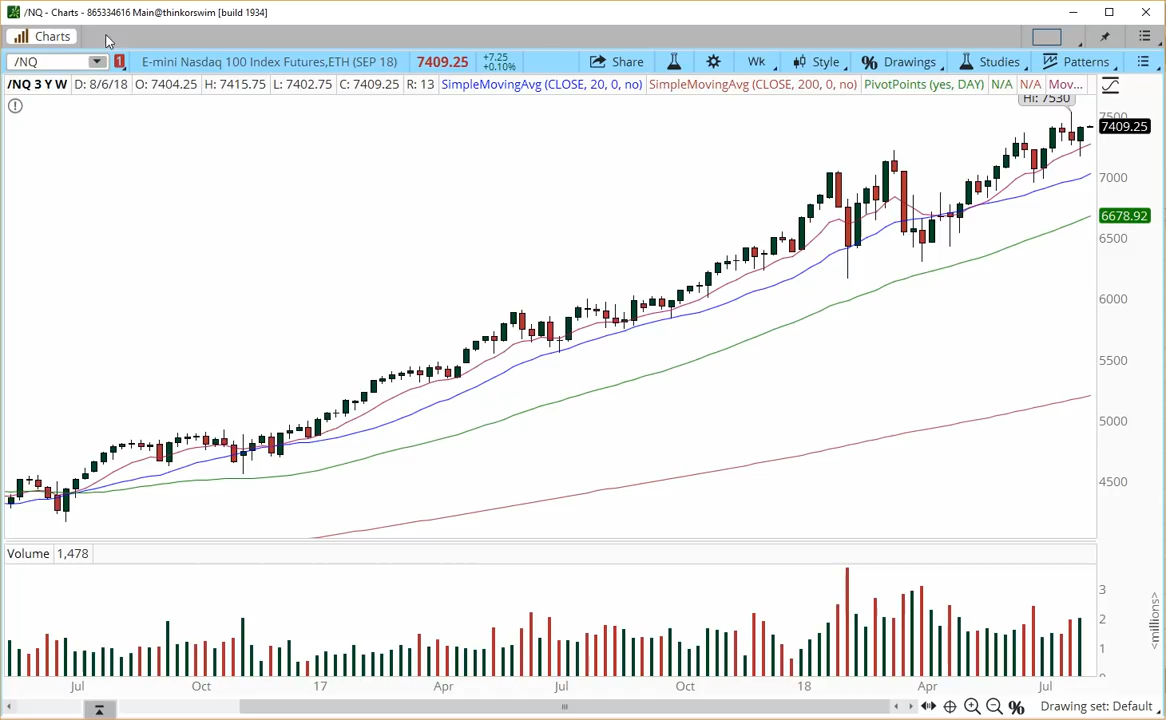 /NQ - Charts - 865334616 Main@thinkorswim [build 1934]
Charts
/NQ 1 E-mini Nasdaq 100 Index Futures,ETH (SEP 18) 7409.25 +7.25 +0.10% Share Wk Style % Drawings Studies Patterns
/NQ 3 Y W D: 8/6/18 O: 7404.25 H: 7415.75 L: 7402.75 C: 7409.25 R: 13 SimpleMovingAvg (CLOSE, 20, 0, no) SimpleMovingAvg (CLOSE, 200, 0, no) PivotPoints (yes, DAY) N/A N/A Mov...
Hi: 7530
7500
7409.25
7000
6678.92
6500
6000
5500
5000
4500
Volume 1,478
3
2
1
0
<millions>
Jul Oct 17 Apr Jul Oct 18 Apr Jul
% Drawing set: Default